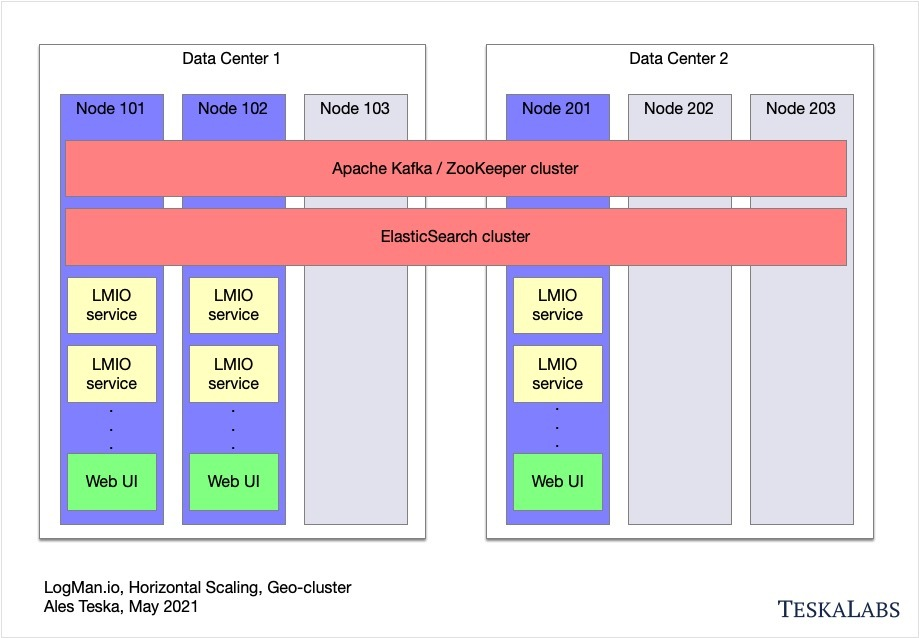 Data Center 1
Data Center 2
Node 101
Node 102
Node 103
Node 201
Node 202
Node 203
Apache Kafka / ZooKeeper cluster
ElasticSearch cluster
LMIO
service
LMIO
service
LMIO
service
LMIO
service
LMIO
service
LMIO
service
Web UI
Web UI
Web UI
LogMan.io, Horizontal Scaling, Geo-cluster
Ales Teska, May 2021
TESKALABS